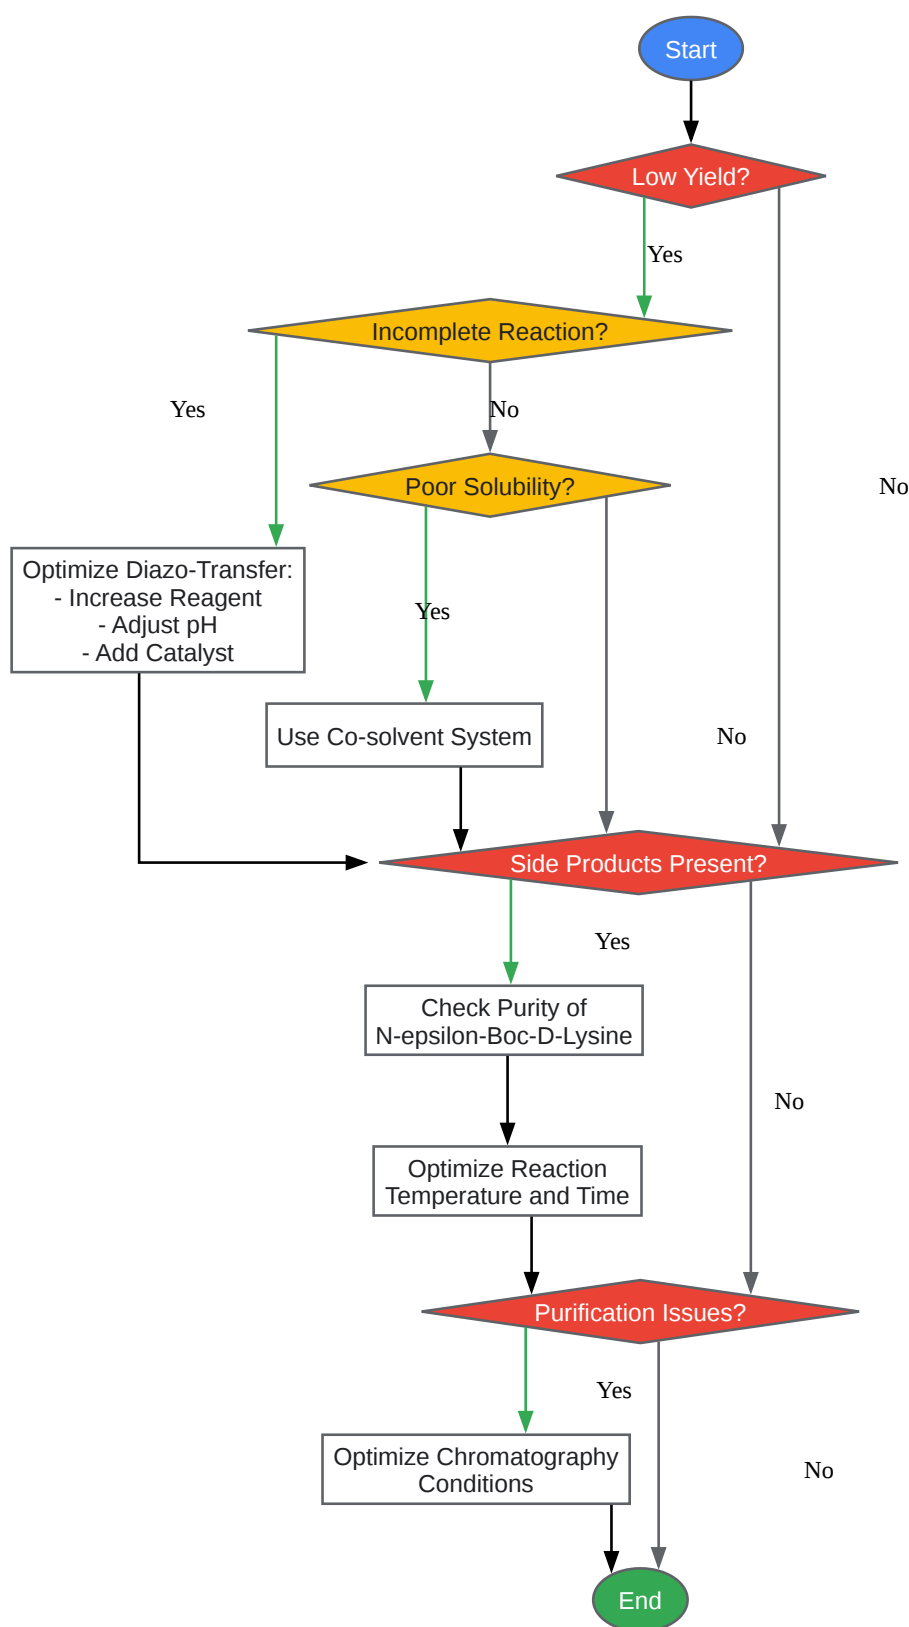 Start
Low Yield?
Yes
Incomplete Reaction?
Yes
No
Poor Solubility?
No
Optimize Diazo-Transfer:
- Increase Reagent
- Adjust pH
- Add Catalyst
Yes
Use Co-solvent System
No
Side Products Present?
Yes
Check Purity of
N-epsilon-Boc-D-Lysine
No
Optimize Reaction
Temperature and Time
Purification Issues?
Yes
Optimize Chromatography
Conditions
No
End